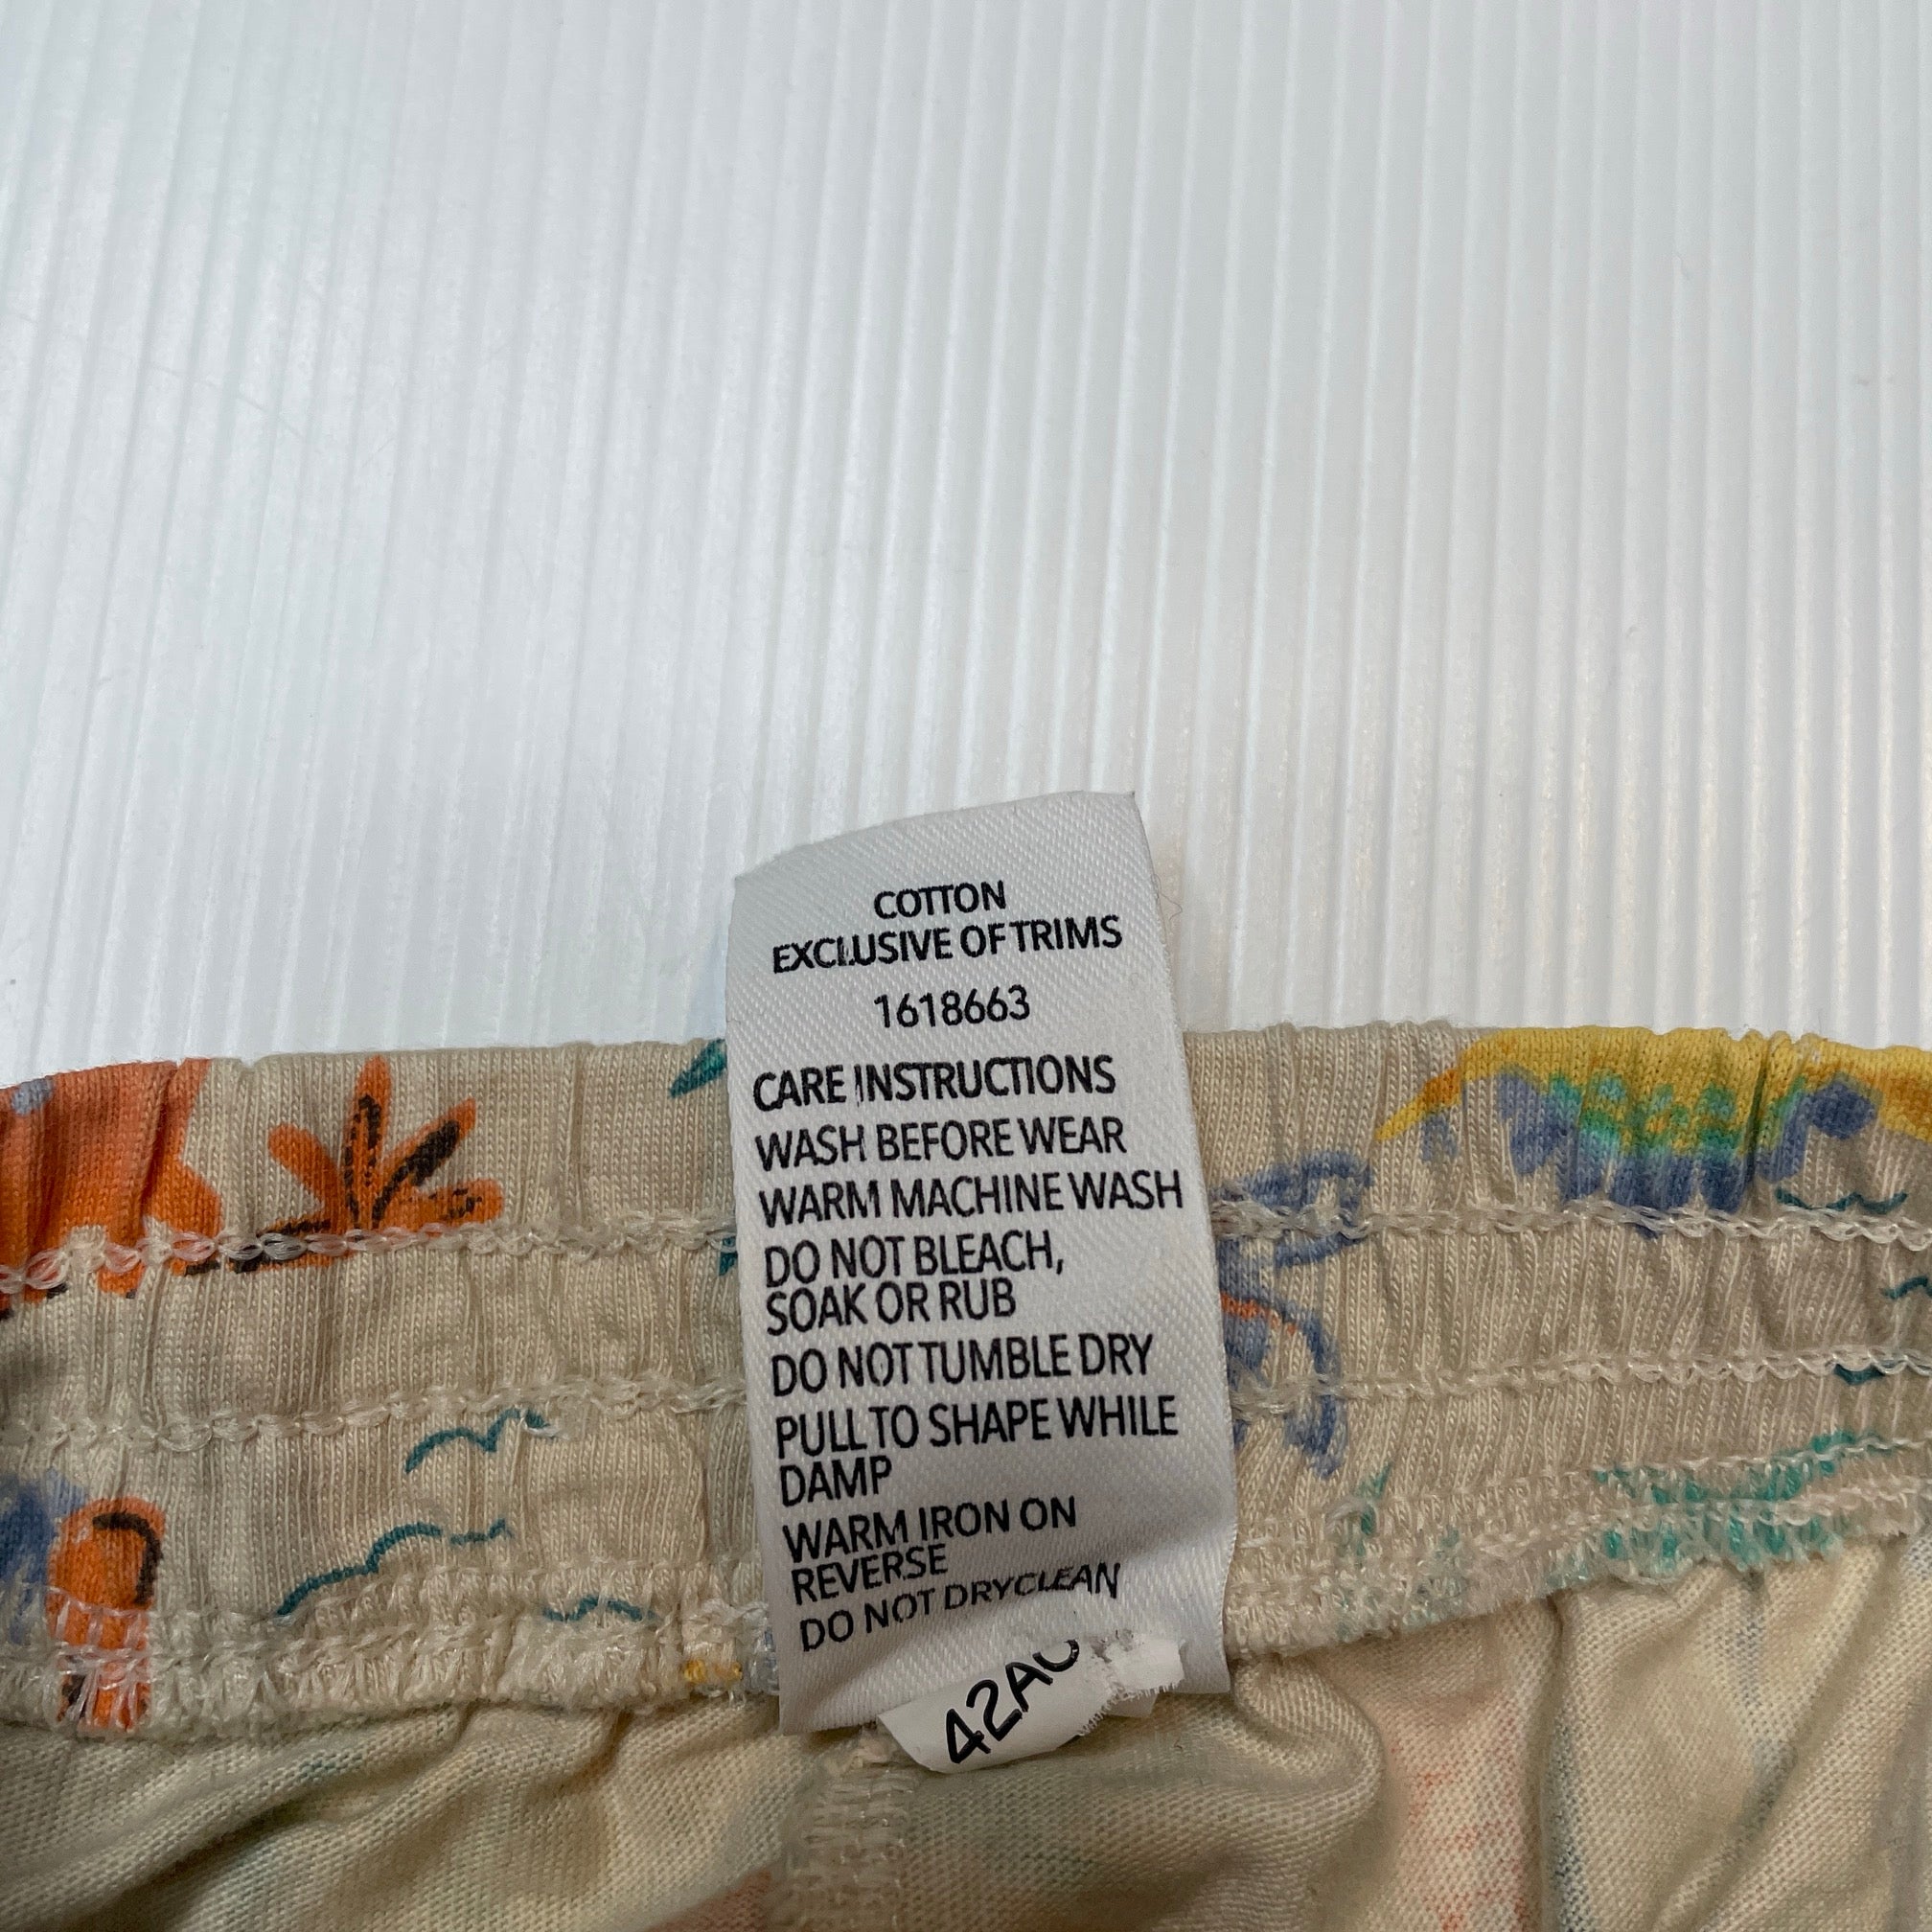 COTTON
EXCLUSIVE OF TRIMS
1618663
CARE INSTRUCTIONS
WASH BEFORE WEAR
WARM MACHINE WASH
DO NOT BLEACH,
SOAK OR RUB
DO NOT TUMBLE DRY
PULL TO SHAPE WHILE
DAMP
WARM IRON ON
REVERSE
DO NOT DRYCLEAN